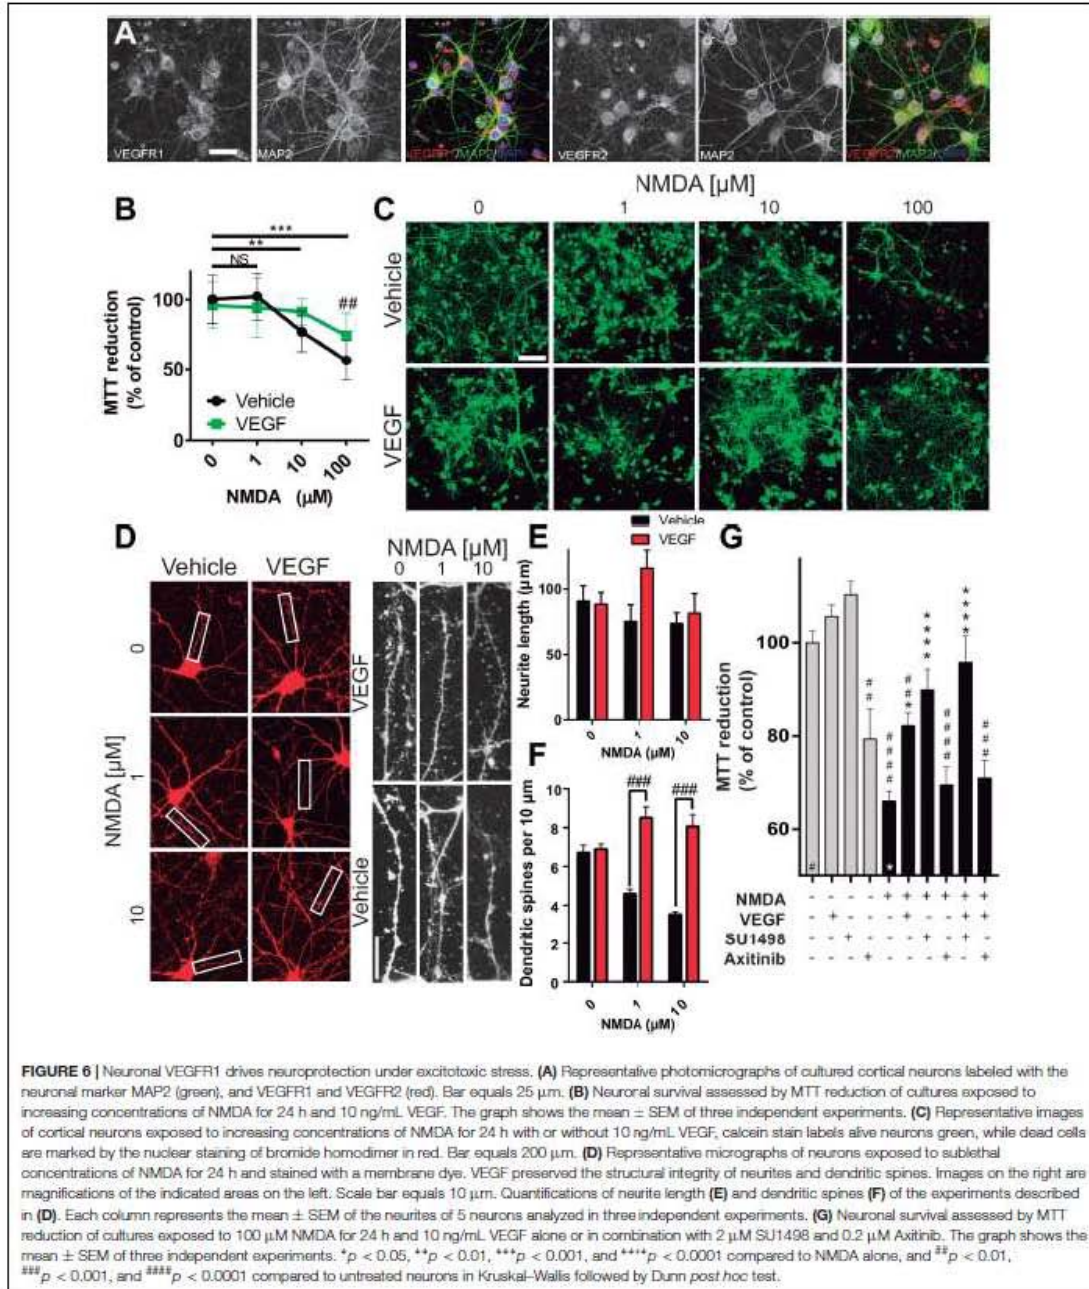 A
VEGFR1
MAP2
VEGFR1/MAP2/
VEGFR2
MAP2
VEGFR2/MAP2/
B
***
**
NS
##
100
50
0
MTT reduction
(% of control)
Vehicle
VEGF
0 1 10 100
NMDA (µM)
C
NMDA [µM]
0 1 10 100
Vehicle
VEGF
D
Vehicle VEGF
NMDA [µM]
0
1
10
NMDA [µM]
0 1 10
VEGF
Vehicle
E
Vehicle
VEGF
Neurite length (µm)
100
50
0
0 1 10
NMDA (µM)
F
### ###
Dendritic spines per 10 µm
8
6
4
2
0
0 1 10
NMDA (µM)
G
MTT reduction
(% of control)
100
80
60
#
##
####
*
##*
****
####
****
###
NMDA - - - - + + + + + +
VEGF - + - - - + - - + +
SU1498 - - + - - - + - + -
Axitinib - - - + - - - + - +
FIGURE 6 | Neuronal VEGFR1 drives neuroprotection under excitotoxic stress. (A) Representative photomicrographs of cultured cortical neurons labeled with the
neuronal marker MAP2 (green), and VEGFR1 and VEGFR2 (red). Bar equals 25 µm. (B) Neuronal survival assessed by MTT reduction of cultures exposed to
increasing concentrations of NMDA for 24 h and 10 ng/mL VEGF. The graph shows the mean ± SEM of three independent experiments. (C) Representative images
of cortical neurons exposed to increasing concentrations of NMDA for 24 h with or without 10 ng/mL VEGF, calcein stain labels alive neurons green, while dead cells
are marked by the nuclear staining of bromide homodimer in red. Bar equals 200 µm. (D) Representative micrographs of neurons exposed to sublethal
concentrations of NMDA for 24 h and stained with a membrane dye. VEGF preserved the structural integrity of neurites and dendritic spines. Images on the right are
magnifications of the indicated areas on the left. Scale bar equals 10 µm. Quantifications of neurite length (E) and dendritic spines (F) of the experiments described
in (D). Each column represents the mean ± SEM of the neurites of 5 neurons analyzed in three independent experiments. (G) Neuronal survival assessed by MTT
reduction of cultures exposed to 100 µM NMDA for 24 h and 10 ng/mL VEGF alone or in combination with 2 µM SU1498 and 0.2 µM Axitinib. The graph shows the
mean ± SEM of three independent experiments. *p < 0.05, **p < 0.01, ***p < 0.001, and ****p < 0.0001 compared to NMDA alone, and ##p < 0.01,
###p < 0.001, and ####p < 0.0001 compared to untreated neurons in Kruskal–Wallis followed by Dunn post hoc test.